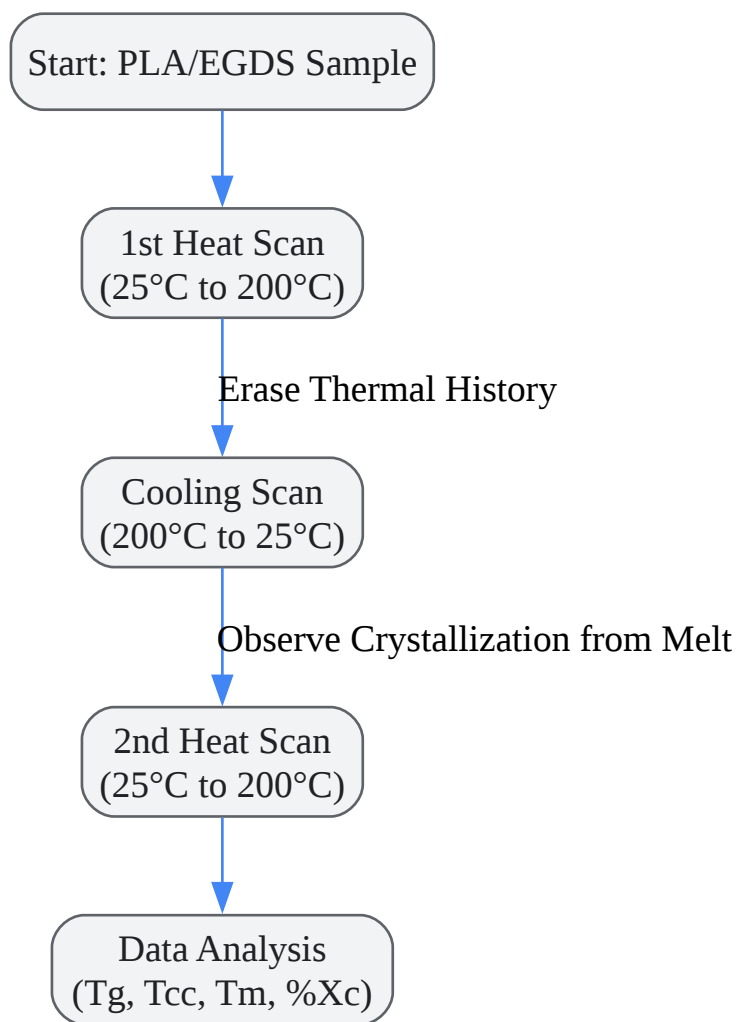 Start: PLA/EGDS Sample
1st Heat Scan
(25°C to 200°C)
Erase Thermal History
Cooling Scan
(200°C to 25°C)
Observe Crystallization from Melt
2nd Heat Scan
(25°C to 200°C)
Data Analysis
(Tg, Tcc, Tm, %Xc)